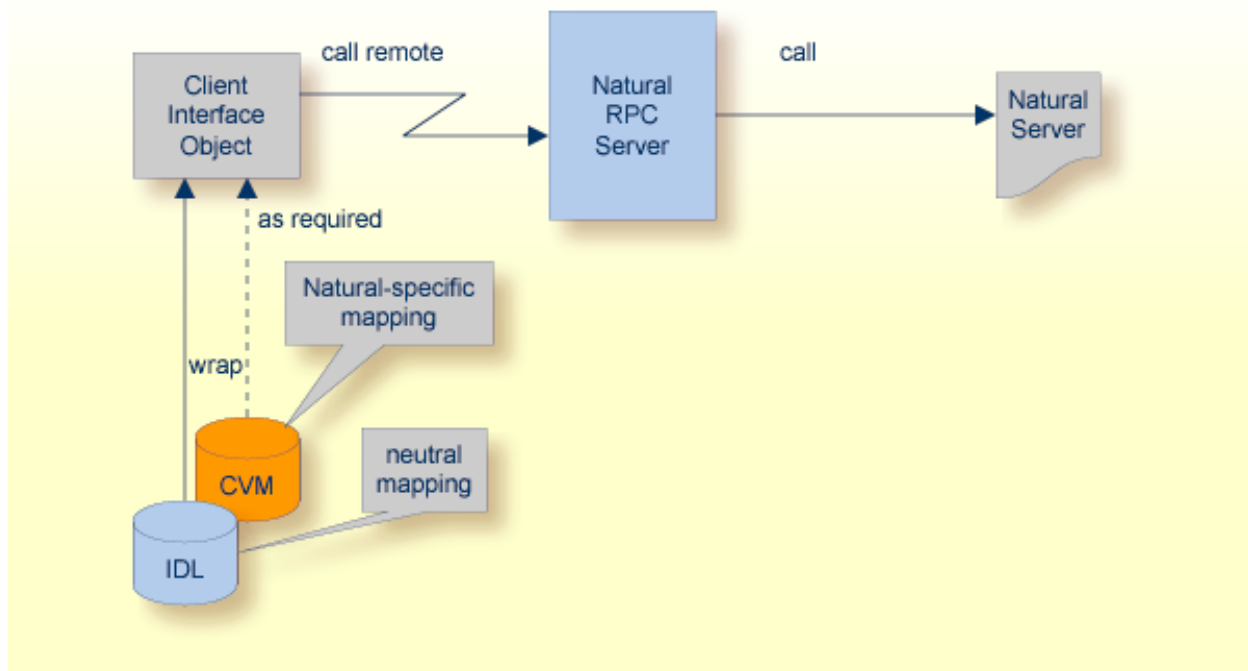 Client
Interface
Object
call remote
Natural
RPC
Server
call
Natural
Server
as required
Natural-specific
mapping
wrap
CVM
neutral
mapping
IDL